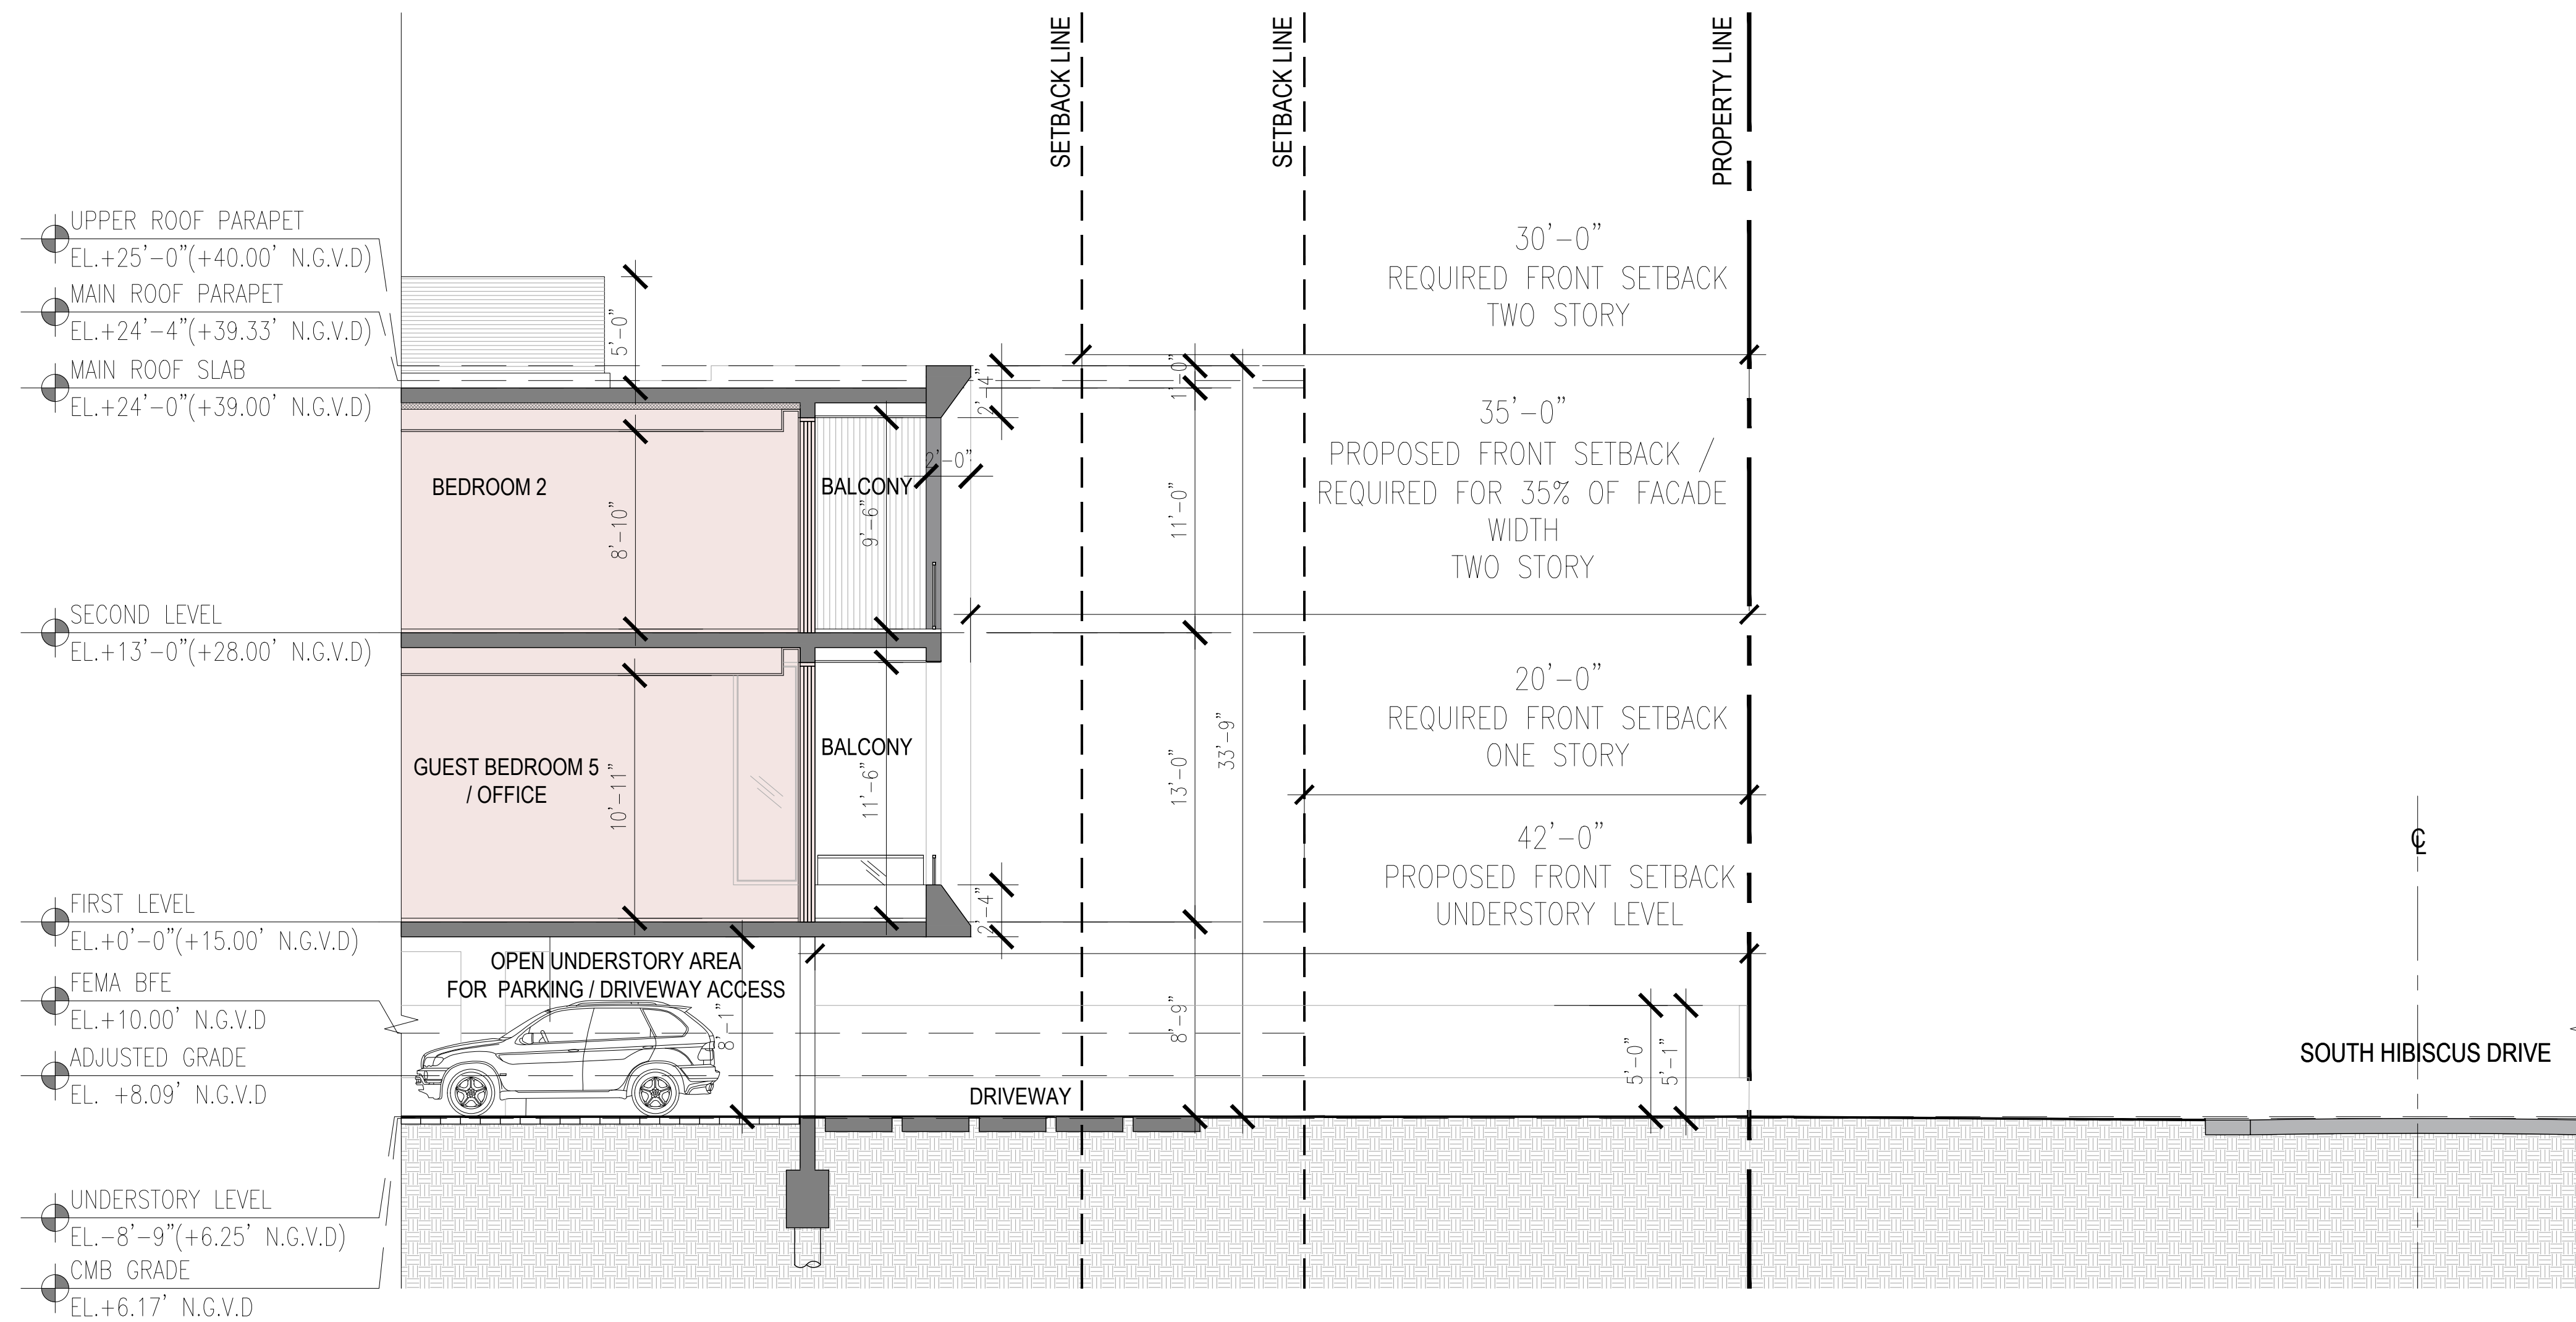 SETBACK LINE
SETBACK LINE
PROPERTY LINE
UPPER ROOF PARAPET
EL.+25'-0"(+40.00' N.G.V.D)
MAIN ROOF PARAPET
EL.+24'-4"(+39.33' N.G.V.D)
MAIN ROOF SLAB
EL.+24'-0"(+39.00' N.G.V.D)
SECOND LEVEL
EL.+13'-0"(+28.00' N.G.V.D)
FIRST LEVEL
EL.+0'-0"(+15.00' N.G.V.D)
FEMA BFE
EL.+10.00' N.G.V.D
ADJUSTED GRADE
EL. +8.09' N.G.V.D
UNDERSTORY LEVEL
EL.-8'-9"(+6.25' N.G.V.D)
CMB GRADE
EL.+6.17' N.G.V.D
5'-0"
BEDROOM 2
8'-10"
BALCONY
9'-6"
2'-0"
2'-4"
1'-0"
11'-0"
GUEST BEDROOM 5
/ OFFICE
10'-11"
BALCONY
11'-6"
2'-4"
13'-0"
33'-9"
OPEN UNDERSTORY AREA
FOR PARKING / DRIVEWAY ACCESS
8'-1"
8'-9"
DRIVEWAY
30'-0"
REQUIRED FRONT SETBACK
TWO STORY
35'-0"
PROPOSED FRONT SETBACK /
REQUIRED FOR 35% OF FACADE
WIDTH
TWO STORY
20'-0"
REQUIRED FRONT SETBACK
ONE STORY
42'-0"
PROPOSED FRONT SETBACK
UNDERSTORY LEVEL
5'-0"
5'-1"
℄
SOUTH HIBISCUS DRIVE